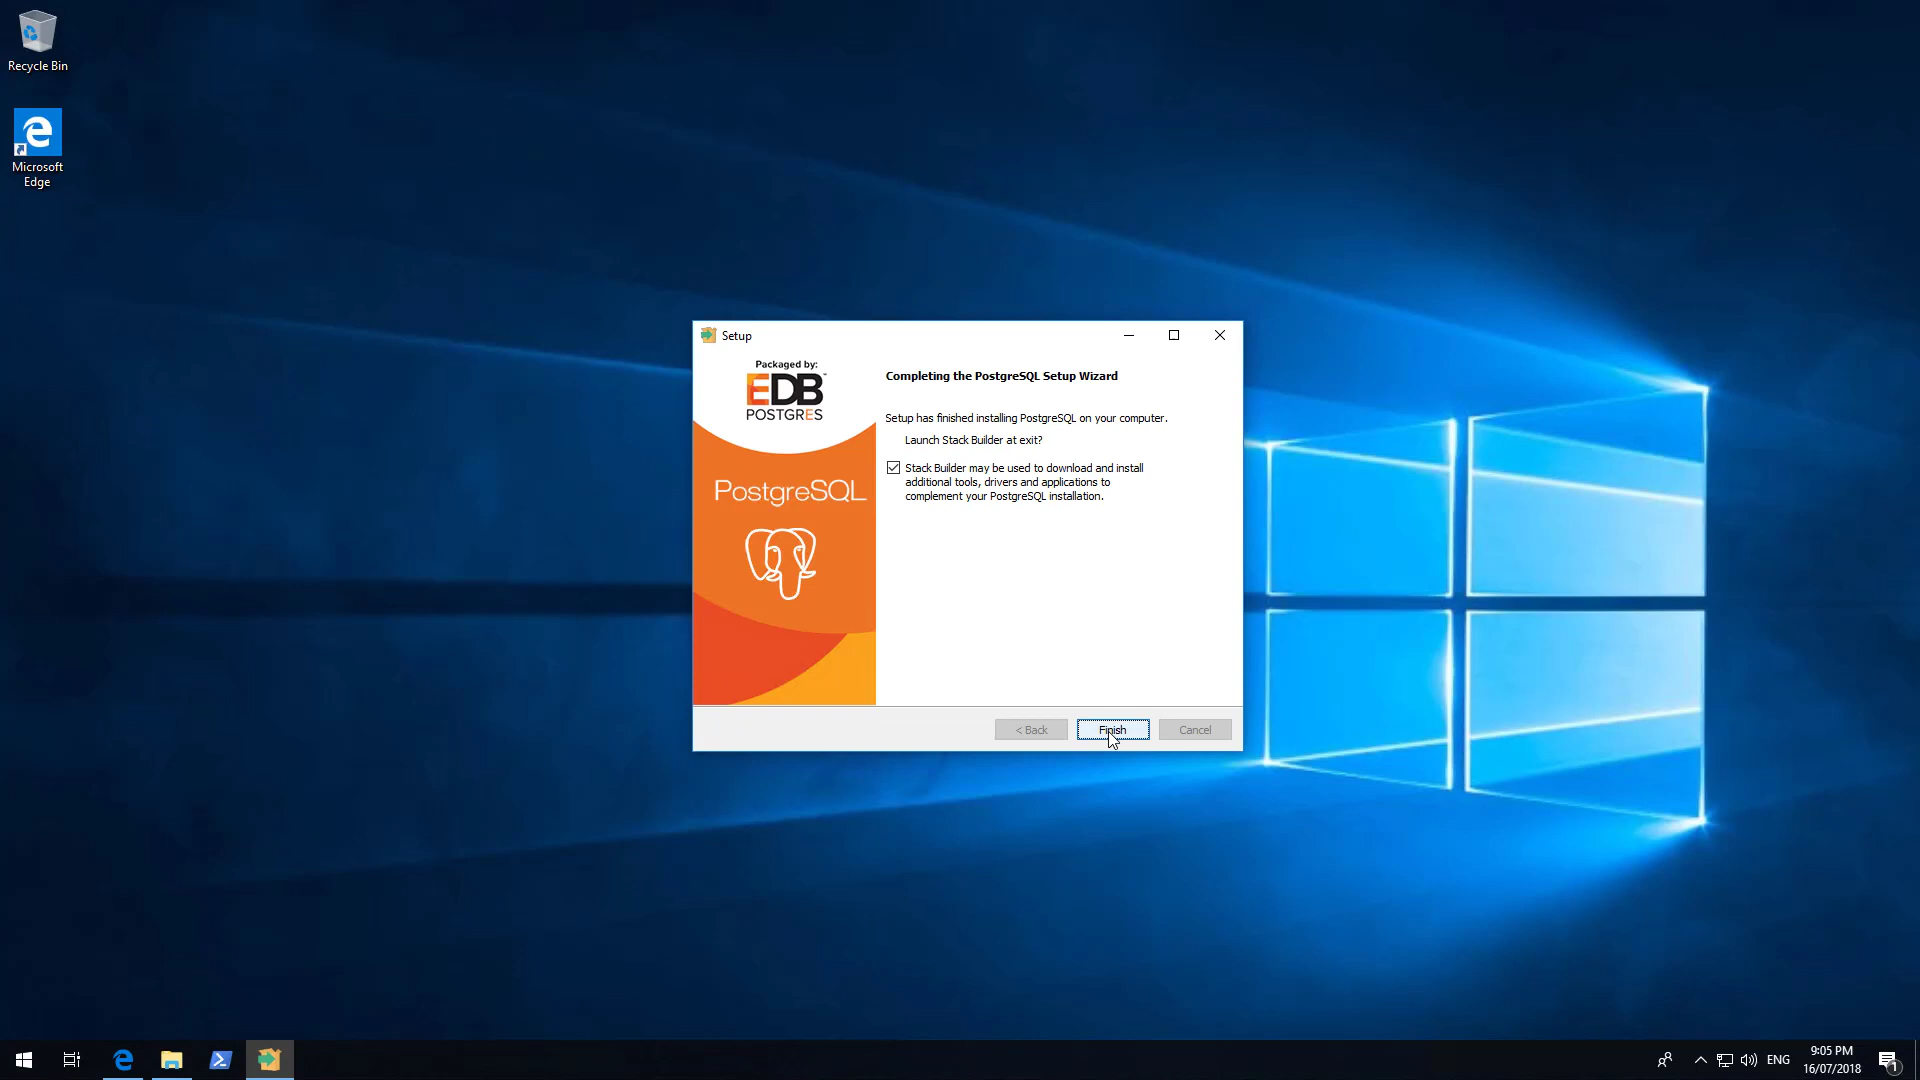 Recycle Bin
Microsoft
Edge
Setup
Packaged by:
EDB™
POSTGRES
PostgreSQL
Completing the PostgreSQL Setup Wizard
Setup has finished installing PostgreSQL on your computer.
Launch Stack Builder at exit?
Stack Builder may be used to download and install
additional tools, drivers and applications to
complement your PostgreSQL installation.
< Back
Finish
Cancel
ENG
9:05 PM
16/07/2018
1